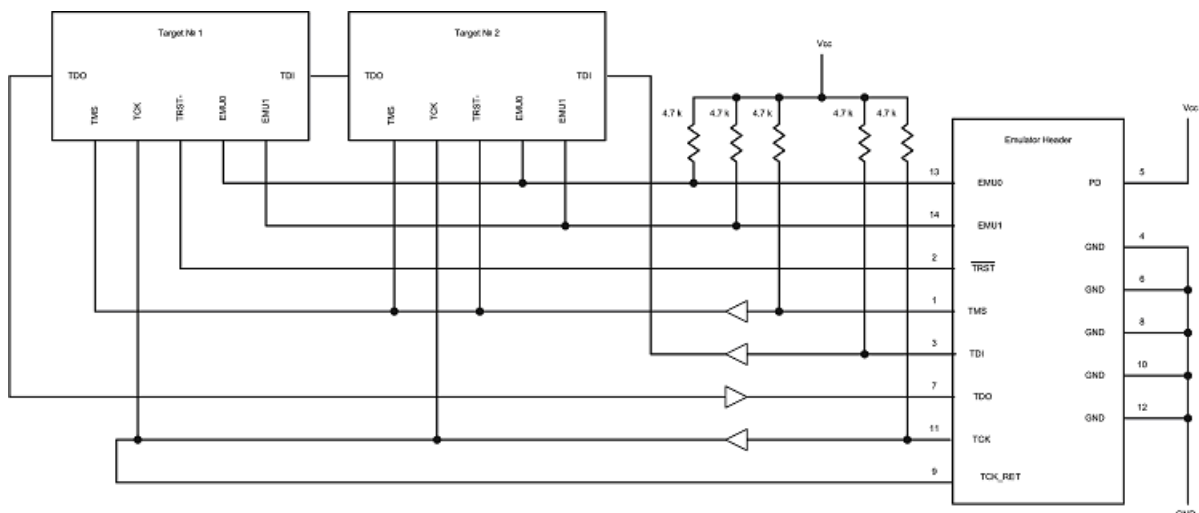 Target № 1
TDO
TDI
TMS
TCK
TRST-
EMU0
EMU1
Target № 2
TDO
TDI
TMS
TCK
TRST-
EMU0
EMU1
Vcc
4.7 k
4.7 k
4.7 k
4.7 k
4.7 k
Vcc
Emulator Header
13
EMU0
PD
5
14
EMU1
GND
4
2
TRST
GND
6
1
TMS
GND
8
3
TDI
GND
10
7
TDO
GND
12
11
TCK
9
TCK_RET
GND